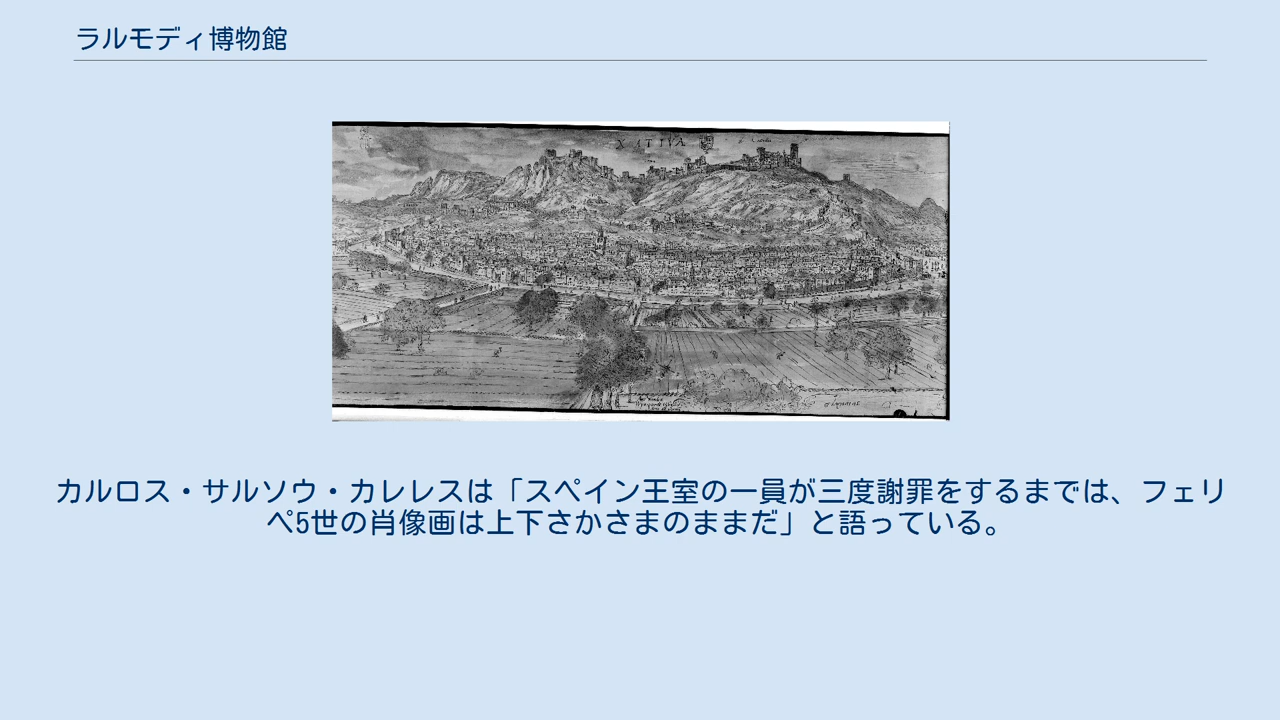 ラルモディ博物館
XATIVA
カルロス・サルソウ・カレレスは「スペイン王室の一員が三度謝罪をするまでは、フェリ
ペ5世の肖像画は上下さかさまのままだ」と語っている。